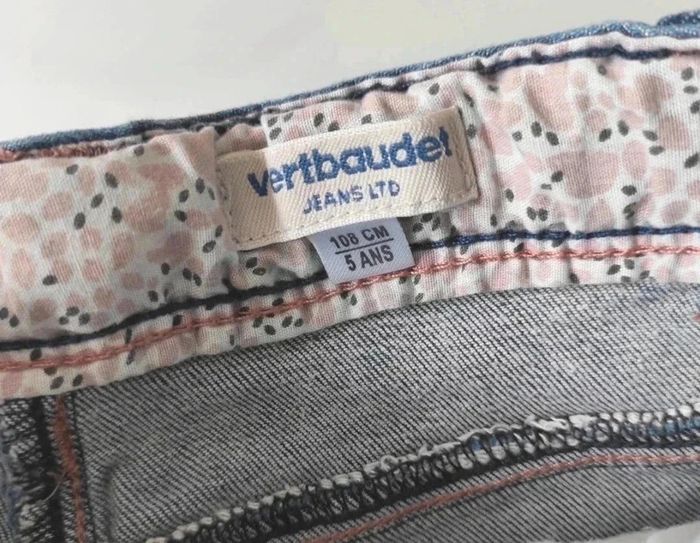 vertbaudet
JEANS LTD
108 CM
5 ANS